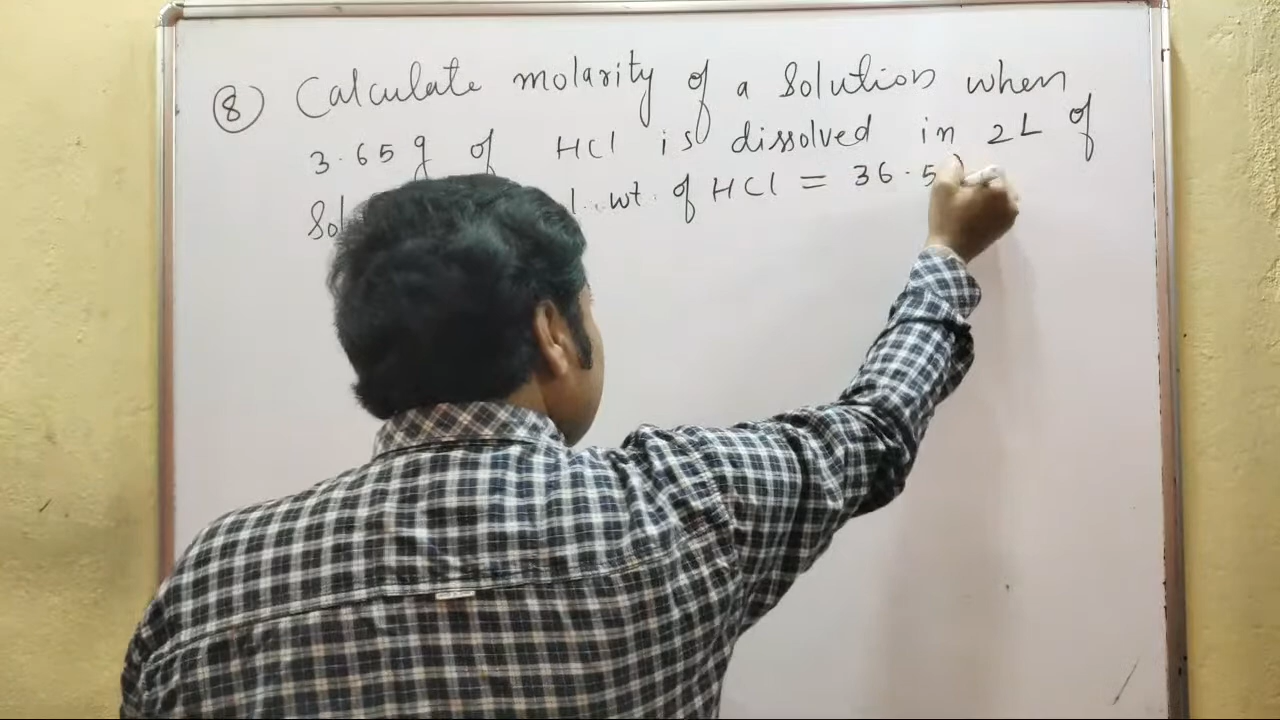 ⑧ Calculate molarity of a solution when
3.65 g of HCl is dissolved in 2L of
wt. of HCl = 36.5